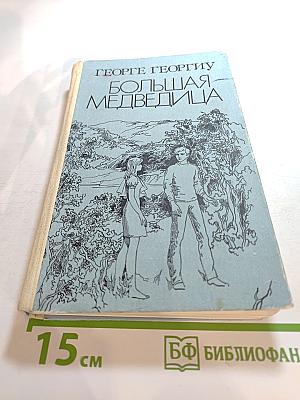 ГЕОРГЕ ГЕОРГИУ
БОЛЬШАЯ
МЕДВЕДИЦА
15 см
БФ БИБЛИОФАН